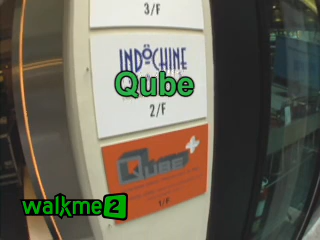 3/F
INDOCHINE
Qube
2/F
QUBE+
1/F
walkme2